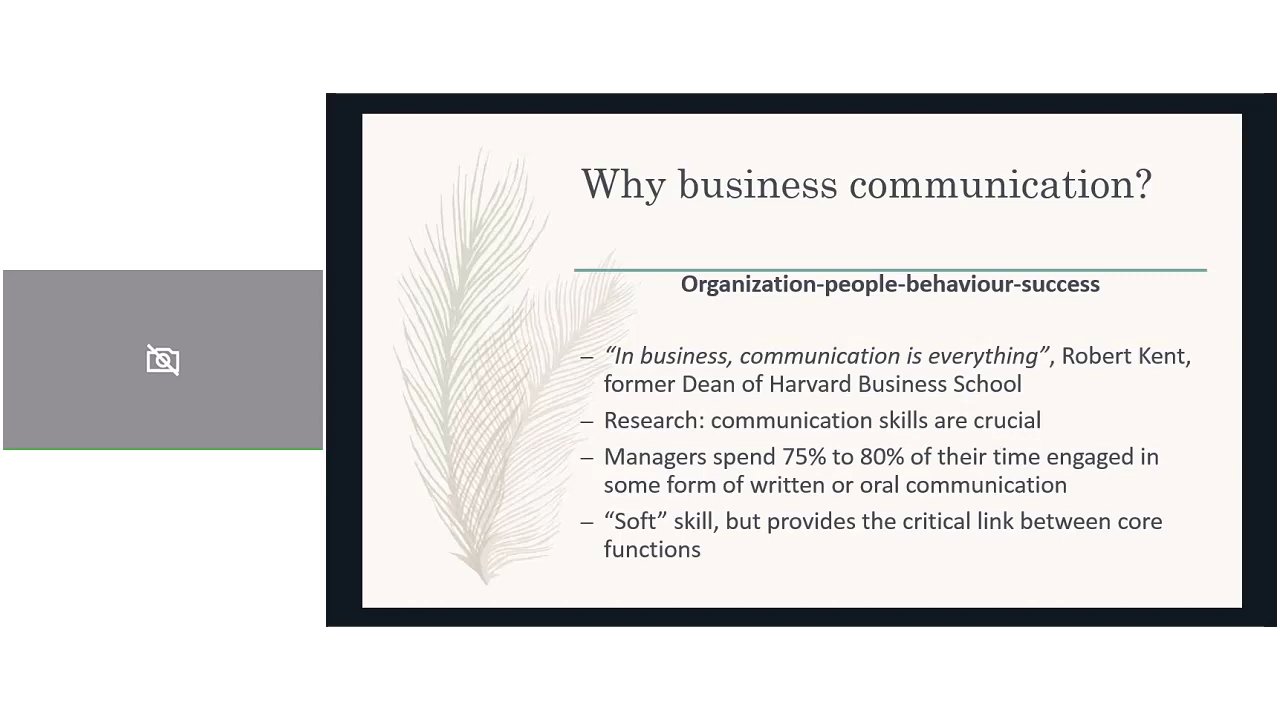 Why business communication?
Organization-people-behaviour-success
– “In business, communication is everything”, Robert Kent,
former Dean of Harvard Business School
– Research: communication skills are crucial
– Managers spend 75% to 80% of their time engaged in
some form of written or oral communication
– “Soft” skill, but provides the critical link between core
functions